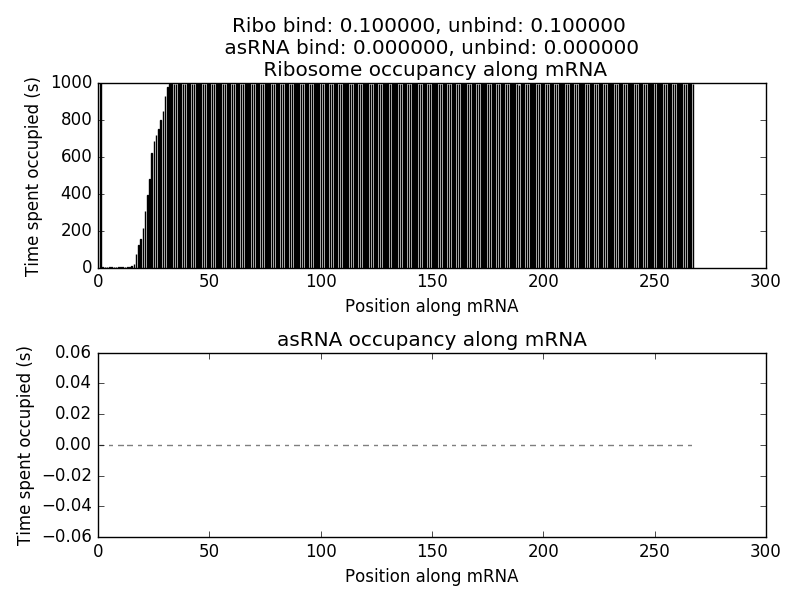 Ribo bind: 0.100000, unbind: 0.100000
asRNA bind: 0.000000, unbind: 0.000000
Ribosome occupancy along mRNA
Time spent occupied (s)
1000
800
600
400
200
0
0 50 100 150 200 250 300
Position along mRNA
asRNA occupancy along mRNA
Time spent occupied (s)
0.06
0.04
0.02
0.00
−0.02
−0.04
−0.06
0 50 100 150 200 250 300
Position along mRNA